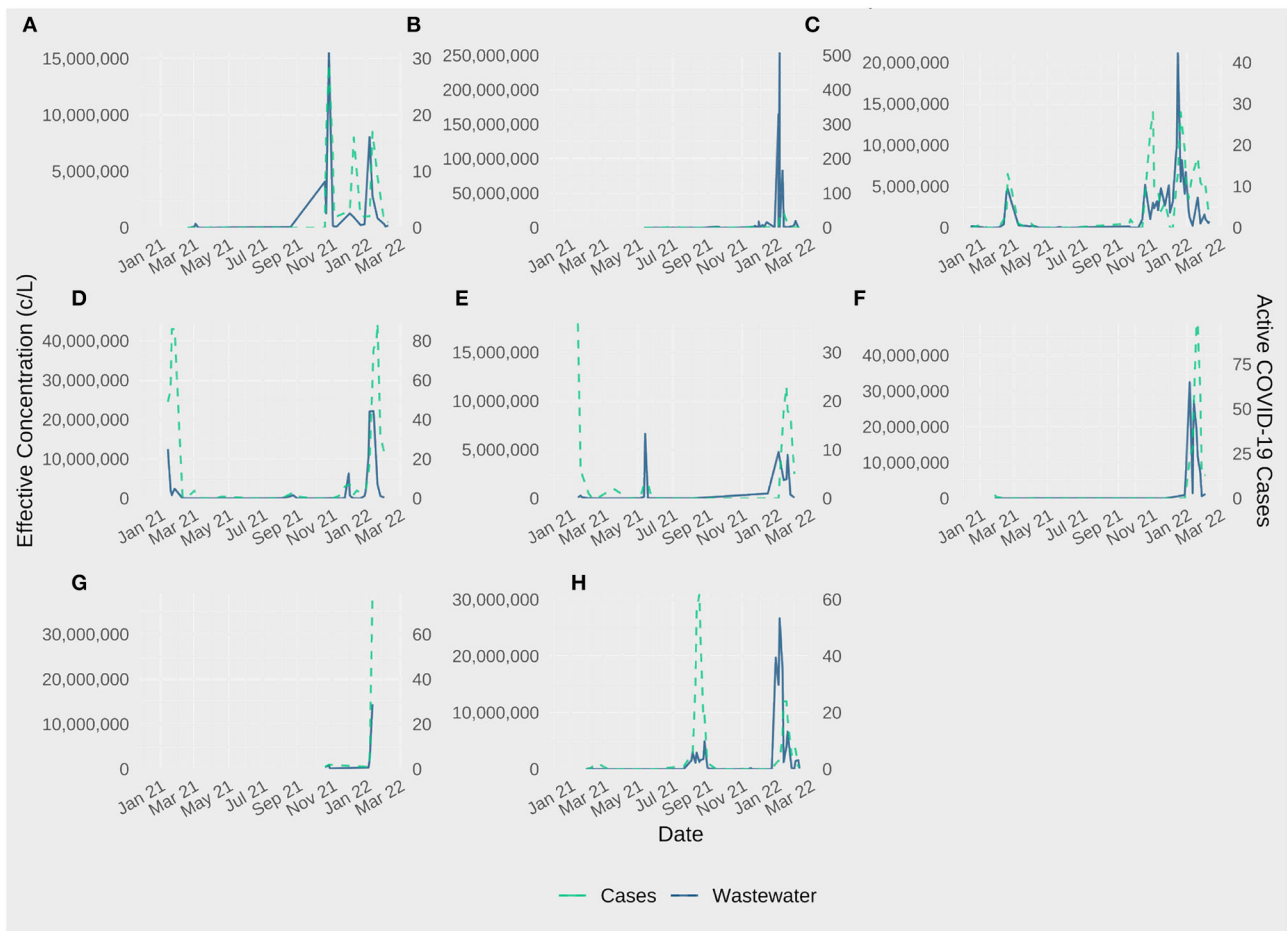 A B C
15,000,000 30 250,000,000 500 20,000,000 40
200,000,000 400
10,000,000 20 15,000,000 30
150,000,000 300
10,000,000 20
100,000,000 200
5,000,000 10 50,000,000 100 5,000,000 10
0 0 0 0 0 0
Jan 21 Mar 21 May 21 Jul 21 Sep 21 Nov 21 Jan 22 Mar 22 Jan 21 Mar 21 May 21 Jul 21 Sep 21 Nov 21 Jan 22 Mar 22 Jan 21 Mar 21 May 21 Jul 21 Sep 21 Nov 21 Jan 22 Mar 22
Effective Concentration (c/L)
Active COVID-19 Cases
D E F
40,000,000 80 15,000,000 30 40,000,000 75
30,000,000 60 10,000,000 20 30,000,000 50
20,000,000 40 20,000,000
10,000,000 20 5,000,000 10 10,000,000 25
0 0 0 0 0 0
Jan 21 Mar 21 May 21 Jul 21 Sep 21 Nov 21 Jan 22 Mar 22 Jan 21 Mar 21 May 21 Jul 21 Sep 21 Nov 21 Jan 22 Mar 22 Jan 21 Mar 21 May 21 Jul 21 Sep 21 Nov 21 Jan 22 Mar 22
G H
30,000,000 60 30,000,000 60
20,000,000 40 20,000,000 40
10,000,000 20 10,000,000 20
0 0 0 0
Jan 21 Mar 21 May 21 Jul 21 Sep 21 Nov 21 Jan 22 Mar 22 Jan 21 Mar 21 May 21 Jul 21 Sep 21 Nov 21 Jan 22 Mar 22
Date
Cases Wastewater